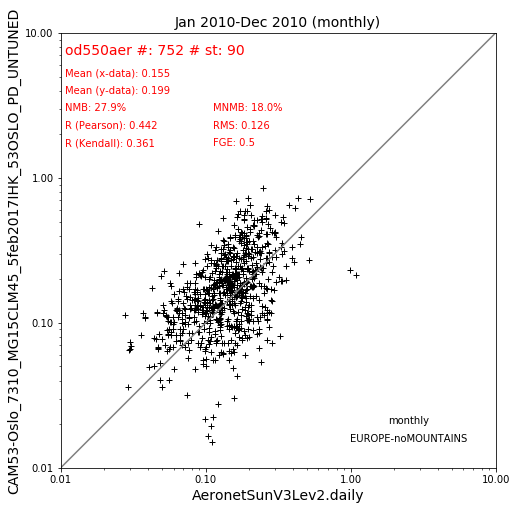 Jan 2010-Dec 2010 (monthly)
od550aer #: 752 # st: 90
Mean (x-data): 0.155
Mean (y-data): 0.199
NMB: 27.9%
MNMB: 18.0%
R (Pearson): 0.442
RMS: 0.126
R (Kendall): 0.361
FGE: 0.5
CAM53-Oslo_7310_MG15CLM45_5feb2017IHK_53OSLO_PD_UNTUNED
10.00
1.00
0.10
0.01
monthly
EUROPE-noMOUNTAINS
0.01
0.10
1.00
10.00
AeronetSunV3Lev2.daily